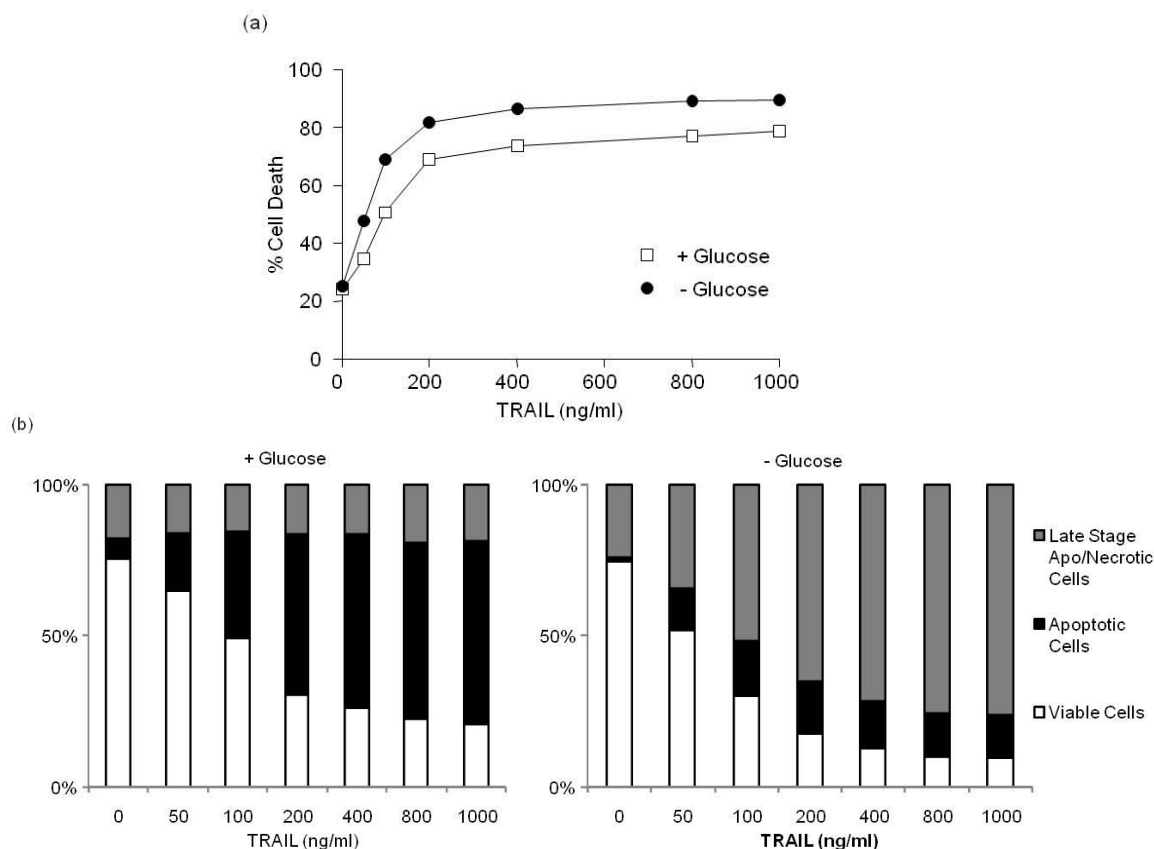 (a)
100
80
60
40
20
0
% Cell Death
+ Glucose
- Glucose
0 200 400 600 800 1000
TRAIL (ng/ml)
(b)
+ Glucose
100%
50%
0%
0 50 100 200 400 800 1000
TRAIL (ng/ml)
- Glucose
100%
50%
0%
0 50 100 200 400 800 1000
TRAIL (ng/ml)
Late Stage
Apo/Necrotic
Cells
Apoptotic
Cells
Viable Cells